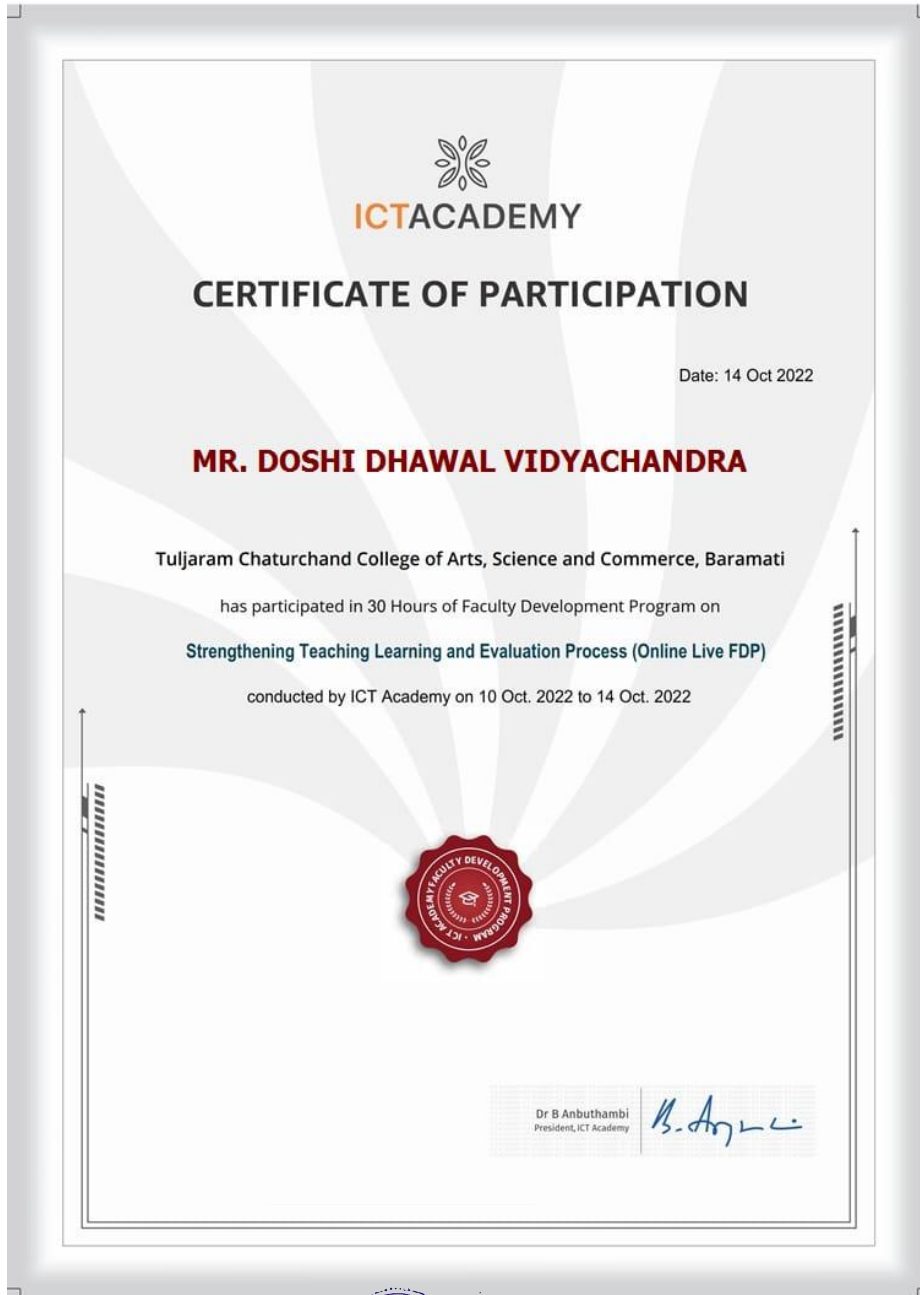 ICTACADEMY
CERTIFICATE OF PARTICIPATION
Date: 14 Oct 2022
MR. DOSHI DHAWAL VIDYACHANDRA
Tuljaram Chaturchand College of Arts, Science and Commerce, Baramati
has participated in 30 Hours of Faculty Development Program on
Strengthening Teaching Learning and Evaluation Process (Online Live FDP)
conducted by ICT Academy on 10 Oct. 2022 to 14 Oct. 2022
FACULTY DEVELOPMENT PROGRAM · ICT ACADEMY
Dr B Anbuthambi
President, ICT Academy